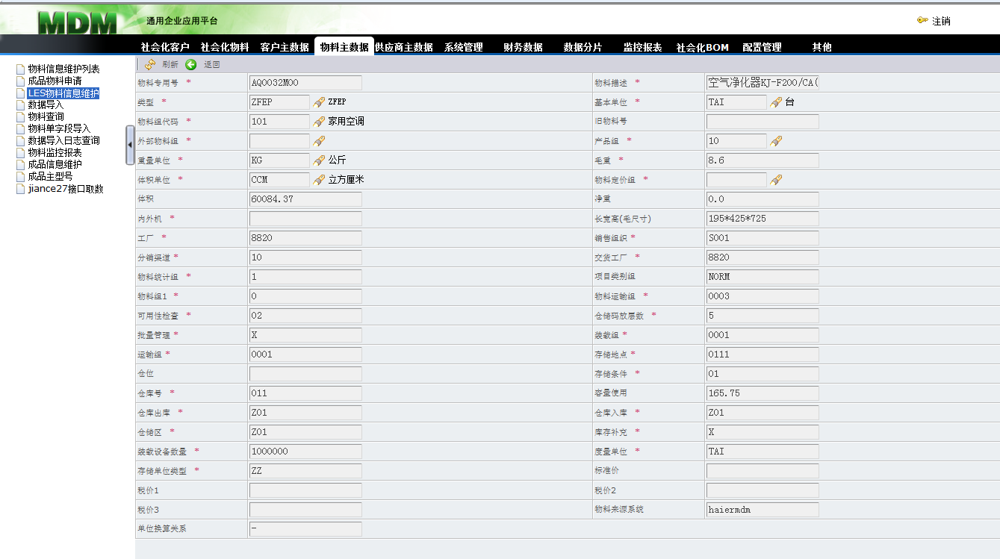 MDM 通用企业应用平台 注销
社会化客户 社会化物料 客户主数据 物料主数据 供应商主数据 系统管理 财务数据 数据分片 监控报表 社会化BOM 配置管理 其他
物料信息维护列表
成品物料申请
LES物料信息维护
数据导入
物料查询
物料单字段导入
数据导入日志查询
物料监控报表
成品信息维护
成品主型号
jiance27接口取数
刷新 返回
物料专用号 * AQ0032M00 物料描述 * 空气净化器KJ-F200/CA(
类型 * ZFEP ZFEP 基本单位 * TAI 台
物料组代码 * 101 家用空调 旧物料号
外部物料组 * 产品组 * 10
重量单位 * KG 公斤 毛重 * 8.6
体积单位 * CCM 立方厘米 物料定价组 *
体积 60084.37 净重 0.0
内外机 * 长宽高(毛尺寸) 195*425*725
工厂 * 8820 销售组织 * S001
分销渠道 * 10 交货工厂 * 8820
物料统计组 * 1 项目类别组 NORM
物料组1 * 0 物料运输组 * 0003
可用性检查 * 02 仓储码放层数 * 5
批量管理 * X 装载组 * 0001
运输组 * 0001 存储地点 * 0111
仓位 存储条件 * 01
仓库号 * 011 容量使用 165.75
仓库出库 * Z01 仓库入库 * Z01
仓储区 * Z01 库存补充 * X
装载设备数量 * 1000000 度量单位 * TAI
存储单位类型 * ZZ 标准价
税价1 税价2
税价3 物料来源系统 haiermdm
单位换算关系 -